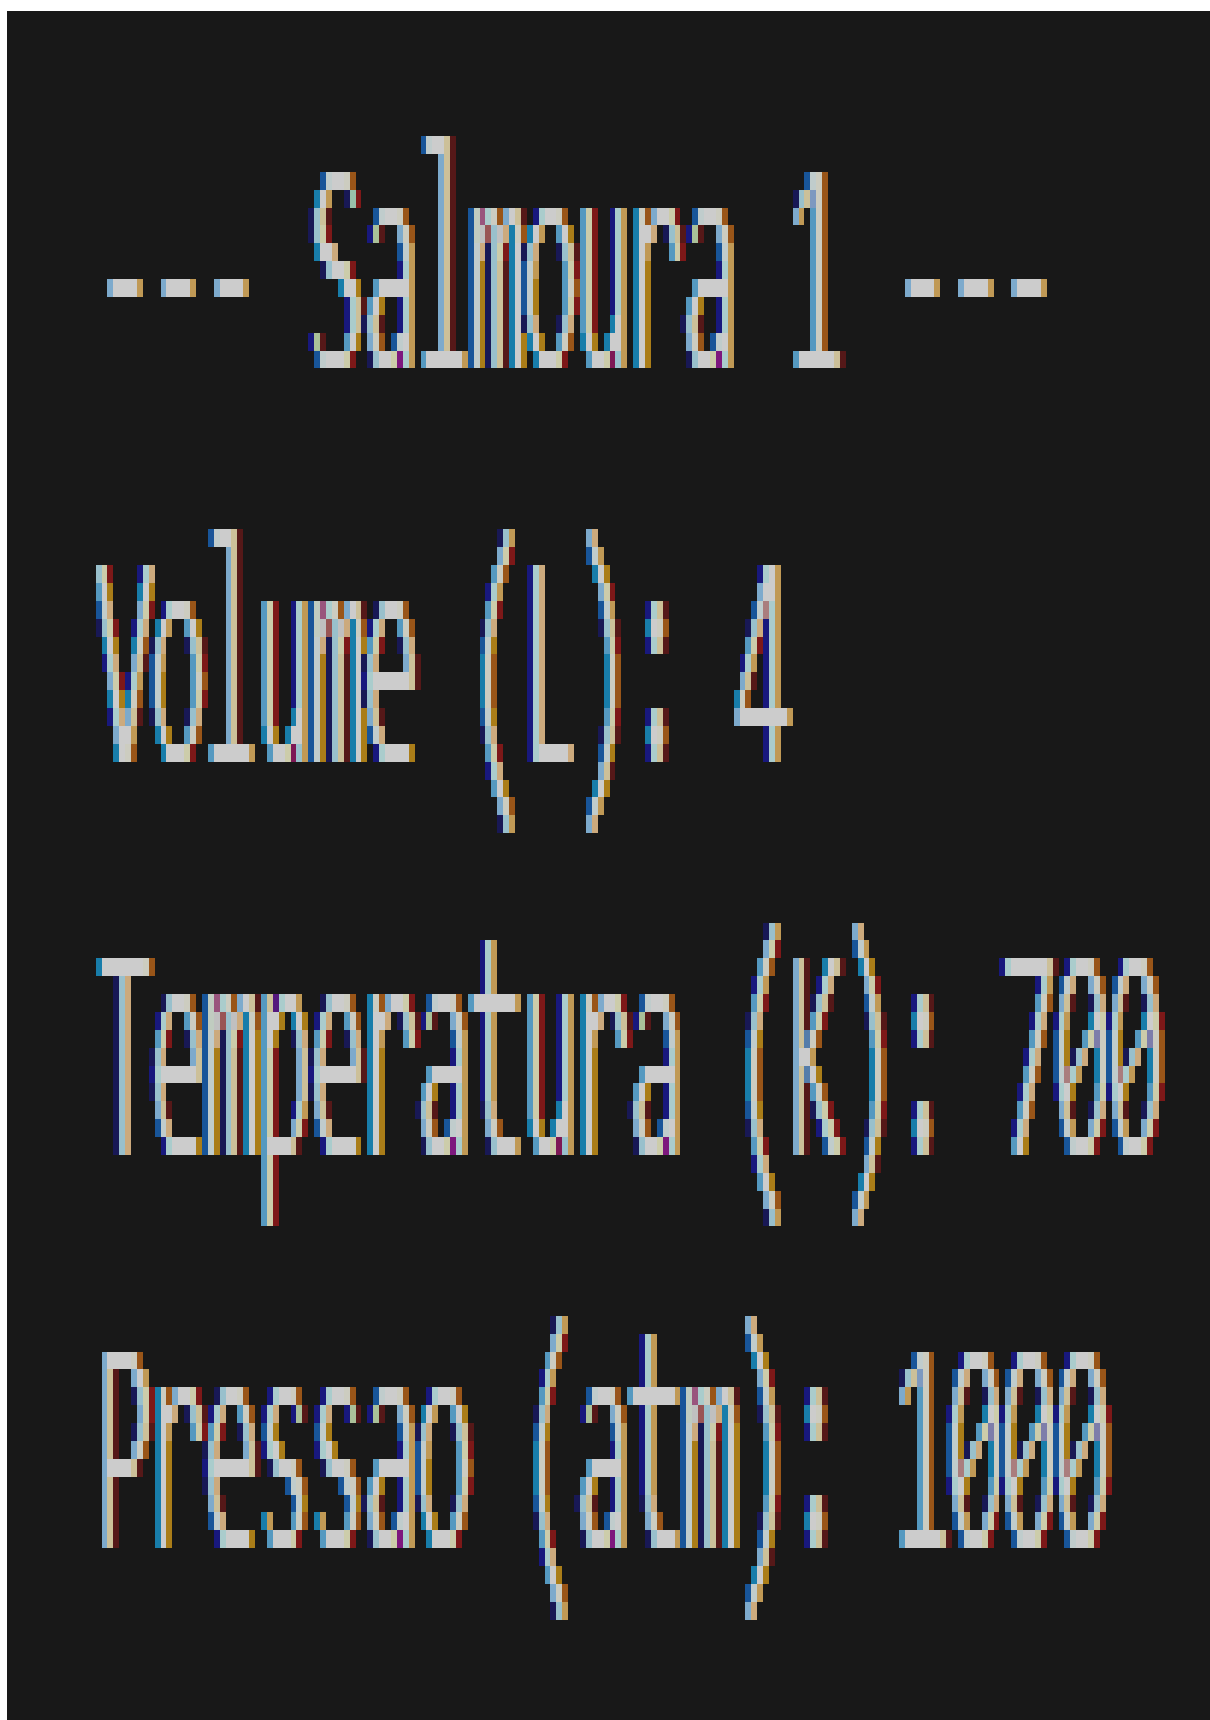 --- Salmoura 1 ---
Volume (L): 4
Temperatura (K): 700
Pressao (atm): 1000